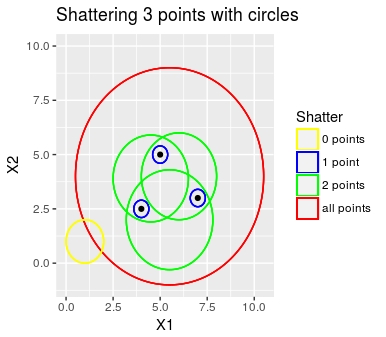 Shattering 3 points with circles
10.0
7.5
5.0
2.5
0.0
X2
0.0 2.5 5.0 7.5 10.0
X1
Shatter
0 points
1 point
2 points
all points